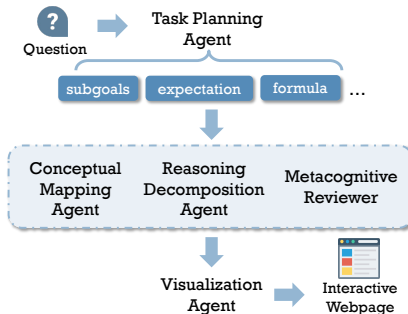 ?
Question
Task Planning
Agent
subgoals expectation formula ...
Conceptual
Mapping
Agent
Reasoning
Decomposition
Agent
Metacognitive
Reviewer
Visualization
Agent
Interactive
Webpage